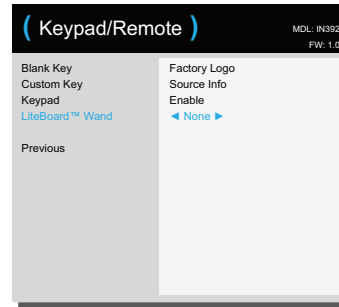 ( Keypad/Remote )
MDL: IN392
FW: 1.0
Blank Key Factory Logo
Custom Key Source Info
Keypad Enable
LiteBoard™ Wand ◄ None ►
Previous